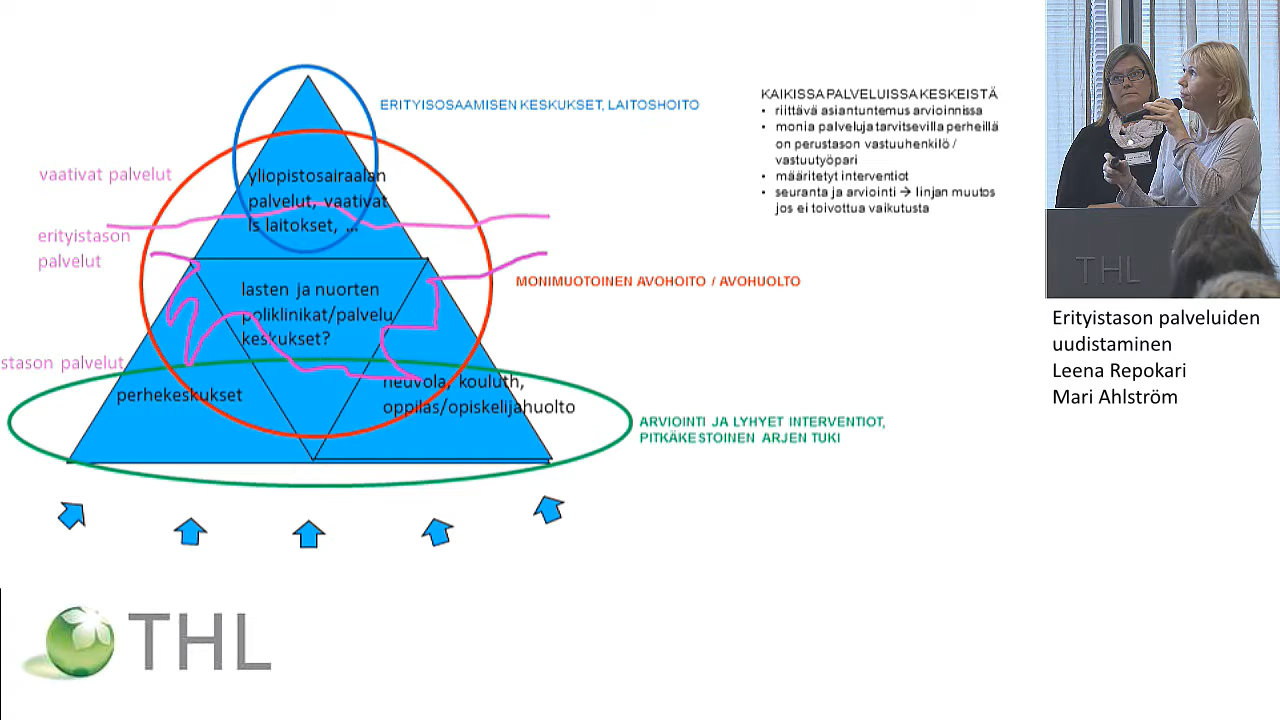 ERITYISOSAAMISEN KESKUKSET, LAITOSHOITO
vaativat palvelut
yliopistosairaalan
palvelut, vaativat
ls laitokset, ...
erityistason
palvelut
lasten ja nuorten
poliklinikat/palvelu
keskukset?
MONIMUOTOINEN AVOHOITO / AVOHUOLTO
stason palvelut
perhekeskukset
neuvola, kouluth,
oppilas/opiskelijahuolto
ARVIOINTI JA LYHYET INTERVENTIOT,
PITKÄKESTOINEN ARJEN TUKI
KAIKISSA PALVELUISSA KESKEISTÄ
• riittävä asiantuntemus arvioinnissa
• monia palveluja tarvitsevilla perheillä
on perustason vastuuhenkilö /
vastuutyöpari
• määritetyt interventiot
• seuranta ja arviointi → linjan muutos
jos ei toivottua vaikutusta
THL
Erityistason palveluiden
uudistaminen
Leena Repokari
Mari Ahlström
THL